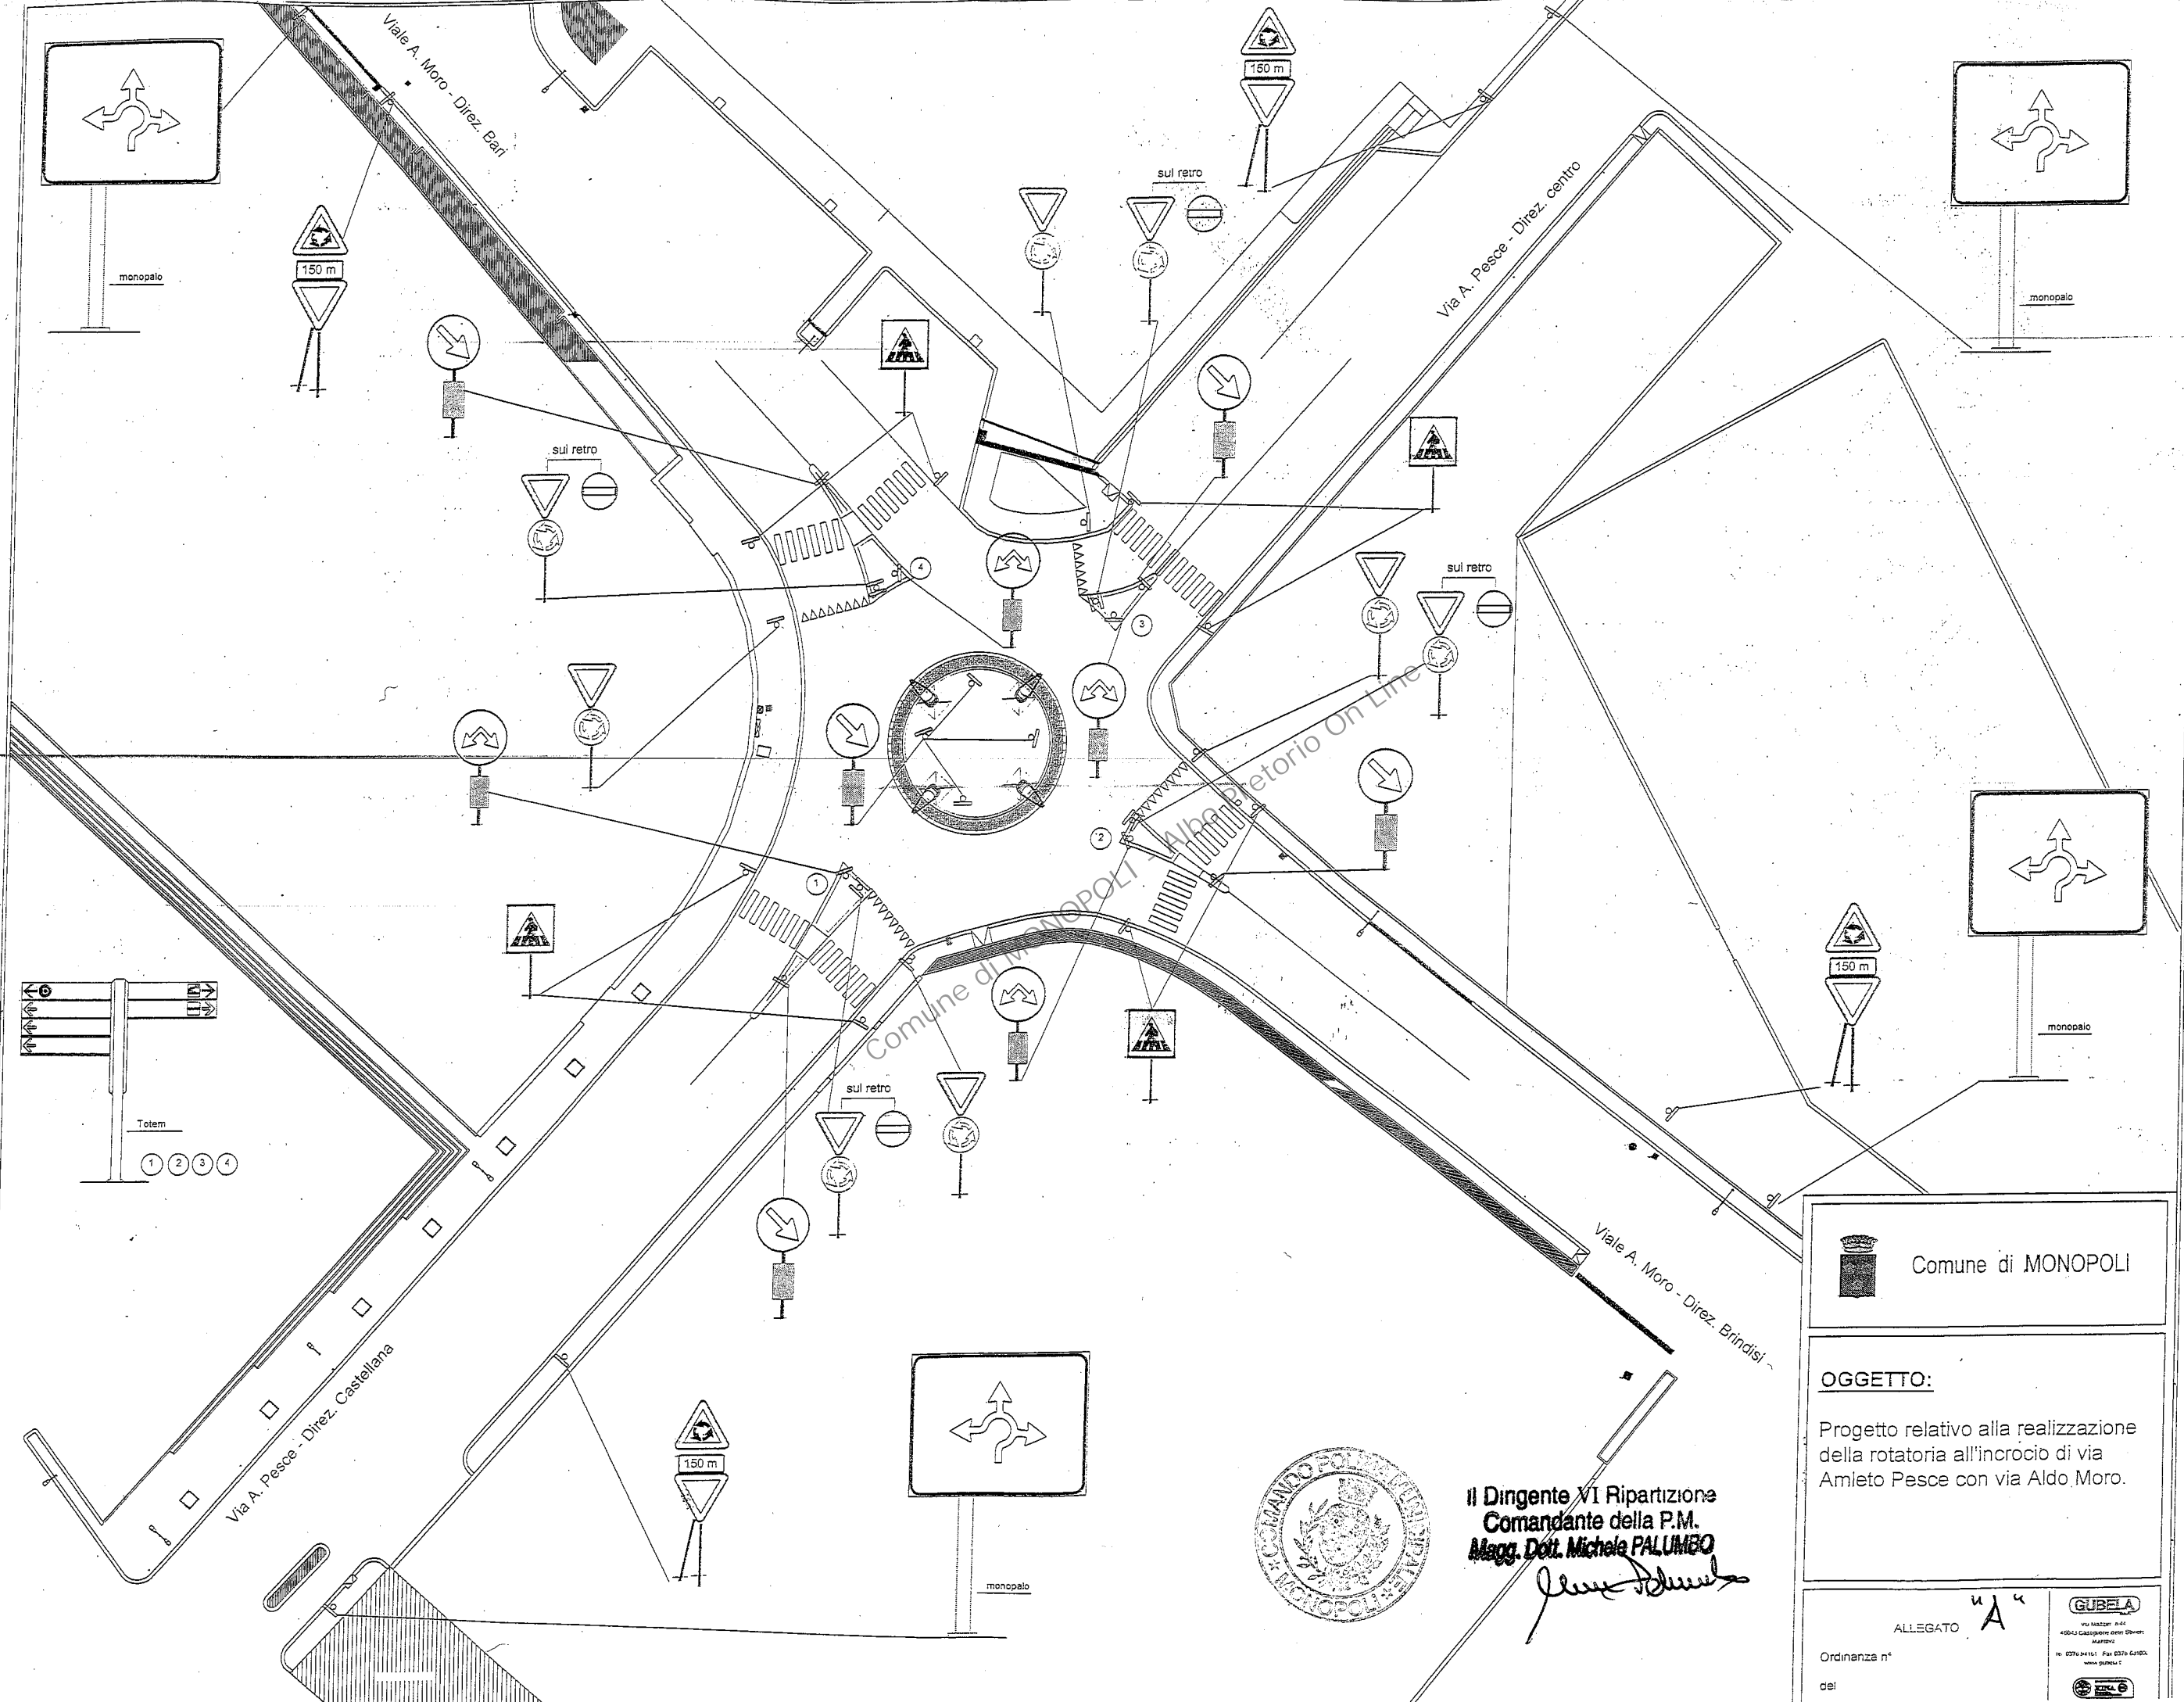 Viale A. Moro - Direz. Bari
150 m
monopalo
150 m
sul retro
Via A. Pesce - Direz. centro
monopalo
sul retro
4
3
sul retro
2
1
150 m
monopalo
Totem
1 2 3 4
sul retro
Comune di MONOPOLI - Albo Pretorio On Line
Viale A. Moro - Direz. Brindisi
Via A. Pesce - Direz. Castellana
150 m
monopalo
COMANDO POLIZIA MUNICIPALE
MONOPOLI
Il Dirigente VI Ripartizione
Comandante della P.M.
Magg. Dott. Michele PALUMBO
Comune di MONOPOLI
OGGETTO:
Progetto relativo alla realizzazione
della rotatoria all'incrocio di via
Amleto Pesce con via Aldo Moro.
ALLEGATO "A"
Ordinanza n°
del
GUBELA